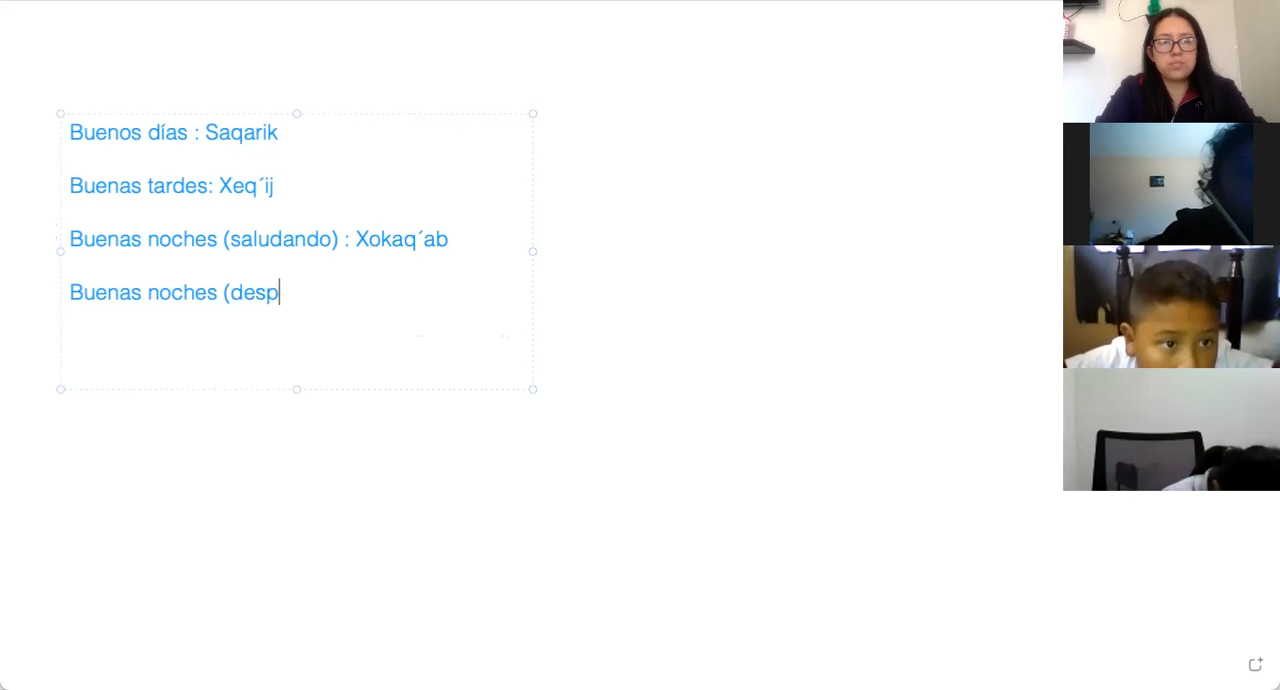 Buenos días : Saqarik
Buenas tardes: Xeq´ij
Buenas noches (saludando) : Xokaq´ab
Buenas noches (desp